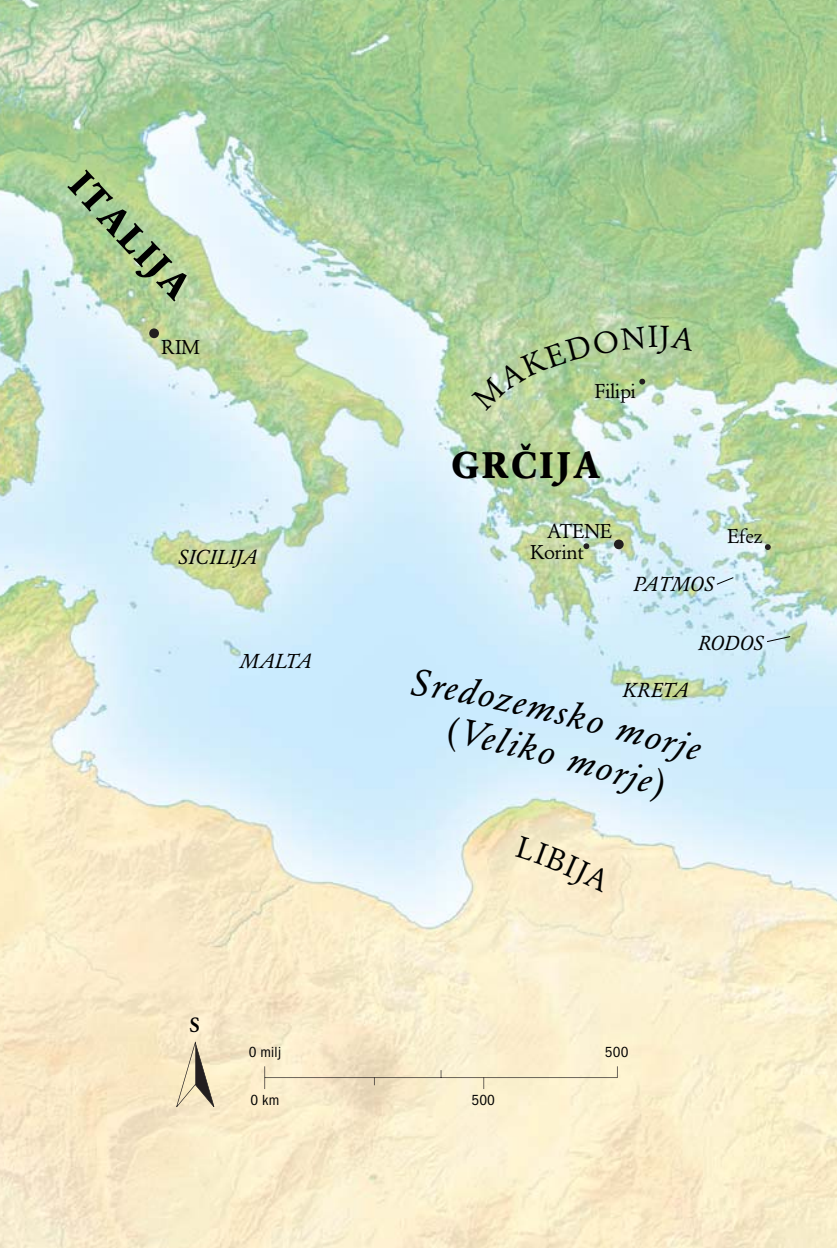 ITALIJA
RIM
MAKEDONIJA
Filipi
GRČIJA
ATENE
Korint
Efez
SICILIJA
PATMOS
RODOS
MALTA
KRETA
Sredozemsko morje
(Veliko morje)
LIBIJA
S
0 milj 500
0 km 500